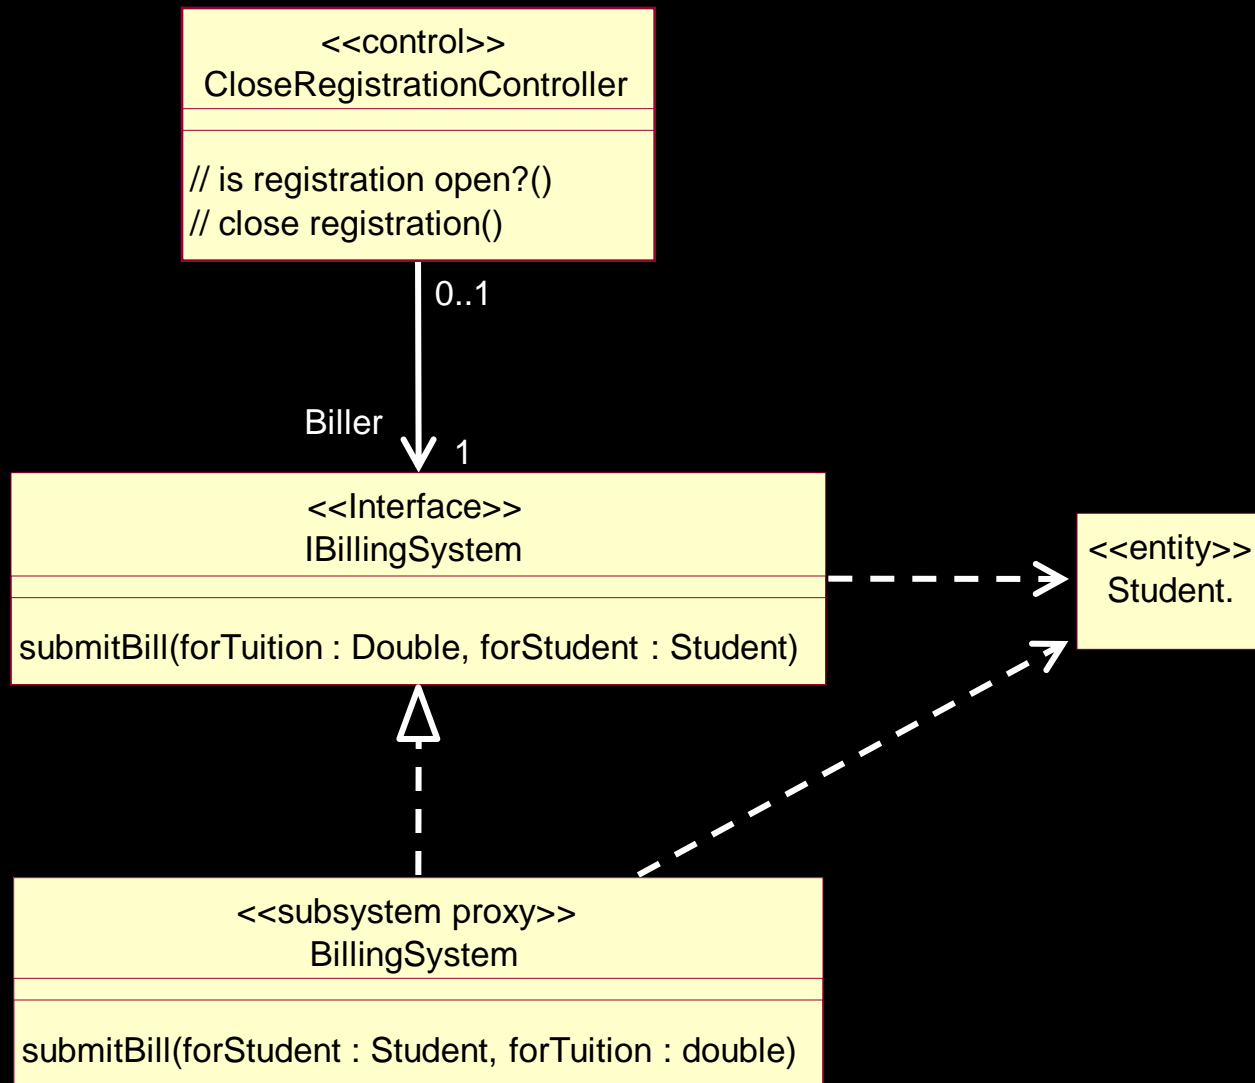 <<control>>
CloseRegistrationController
// is registration open?()
// close registration()
0..1
Biller
1
<<Interface>>
IBillingSystem
submitBill(forTuition : Double, forStudent : Student)
<<entity>>
Student.
<<subsystem proxy>>
BillingSystem
submitBill(forStudent : Student, forTuition : double)